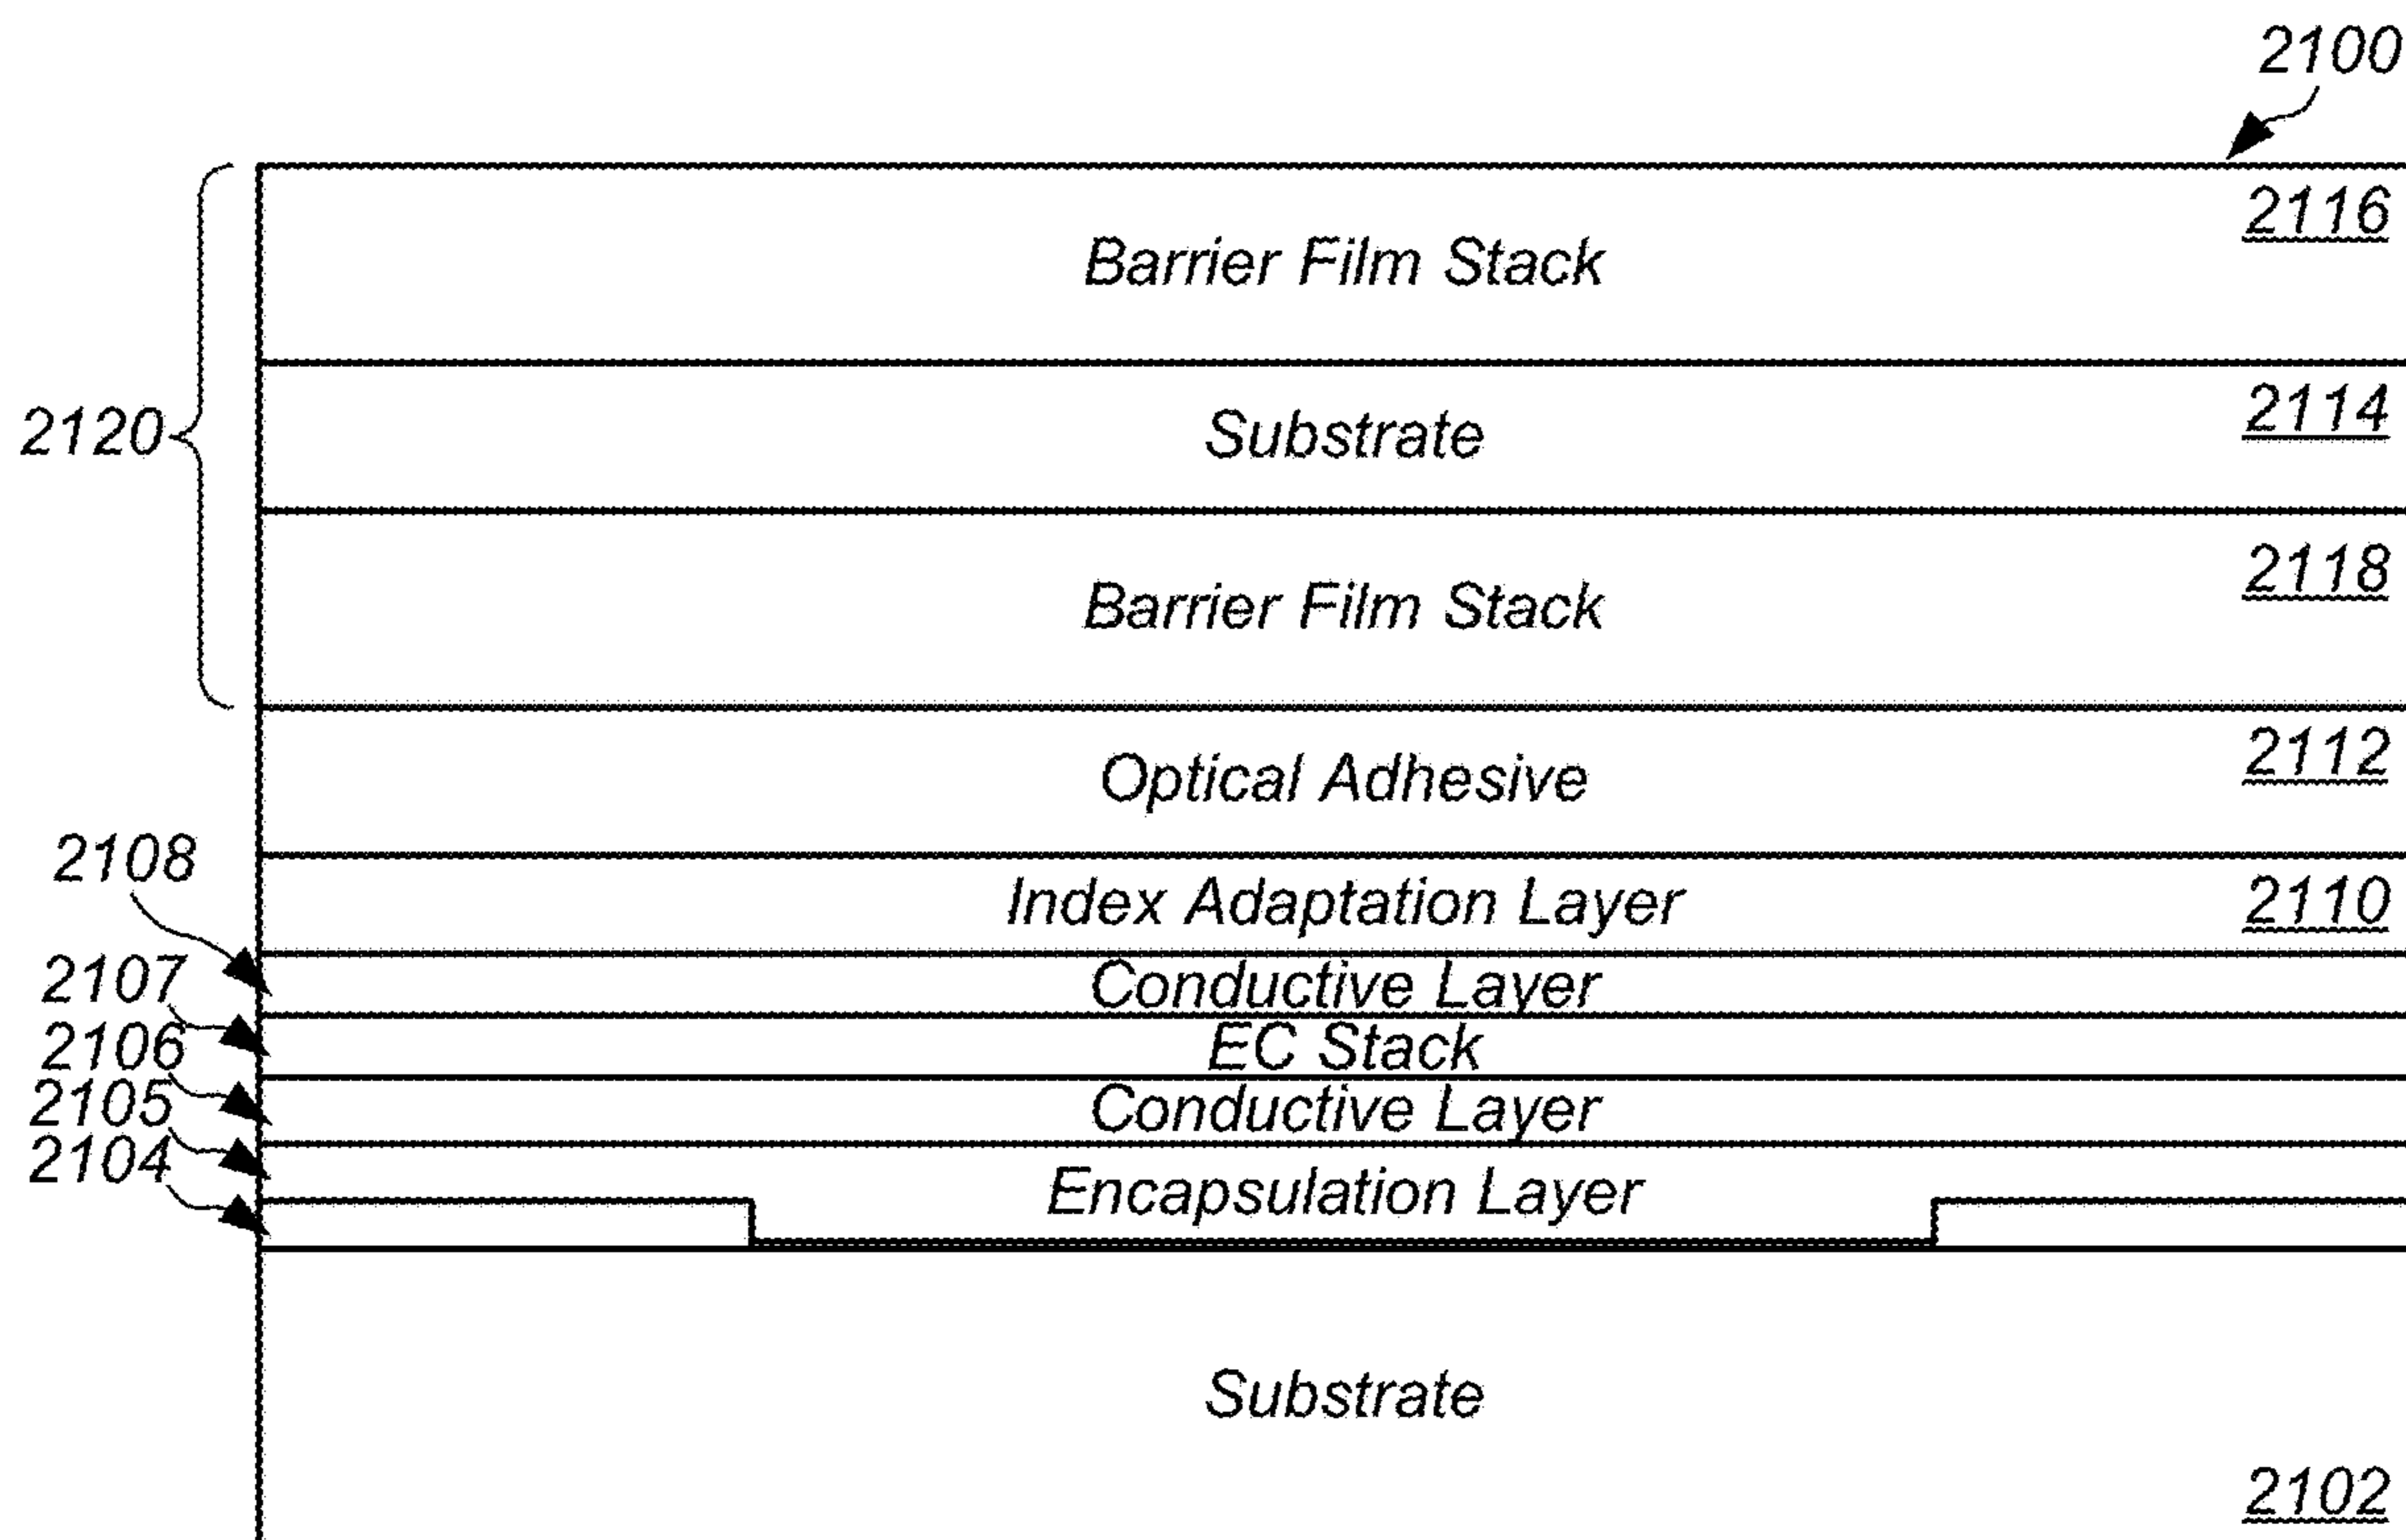 2100
2116
Barrier Film Stack
2114
Substrate
2120
2118
Barrier Film Stack
2112
Optical Adhesive
2108
Index Adaptation Layer 2110
2107
Conductive Layer
2106
EC Stack
2105
Conductive Layer
2104
Encapsulation Layer
Substrate
2102